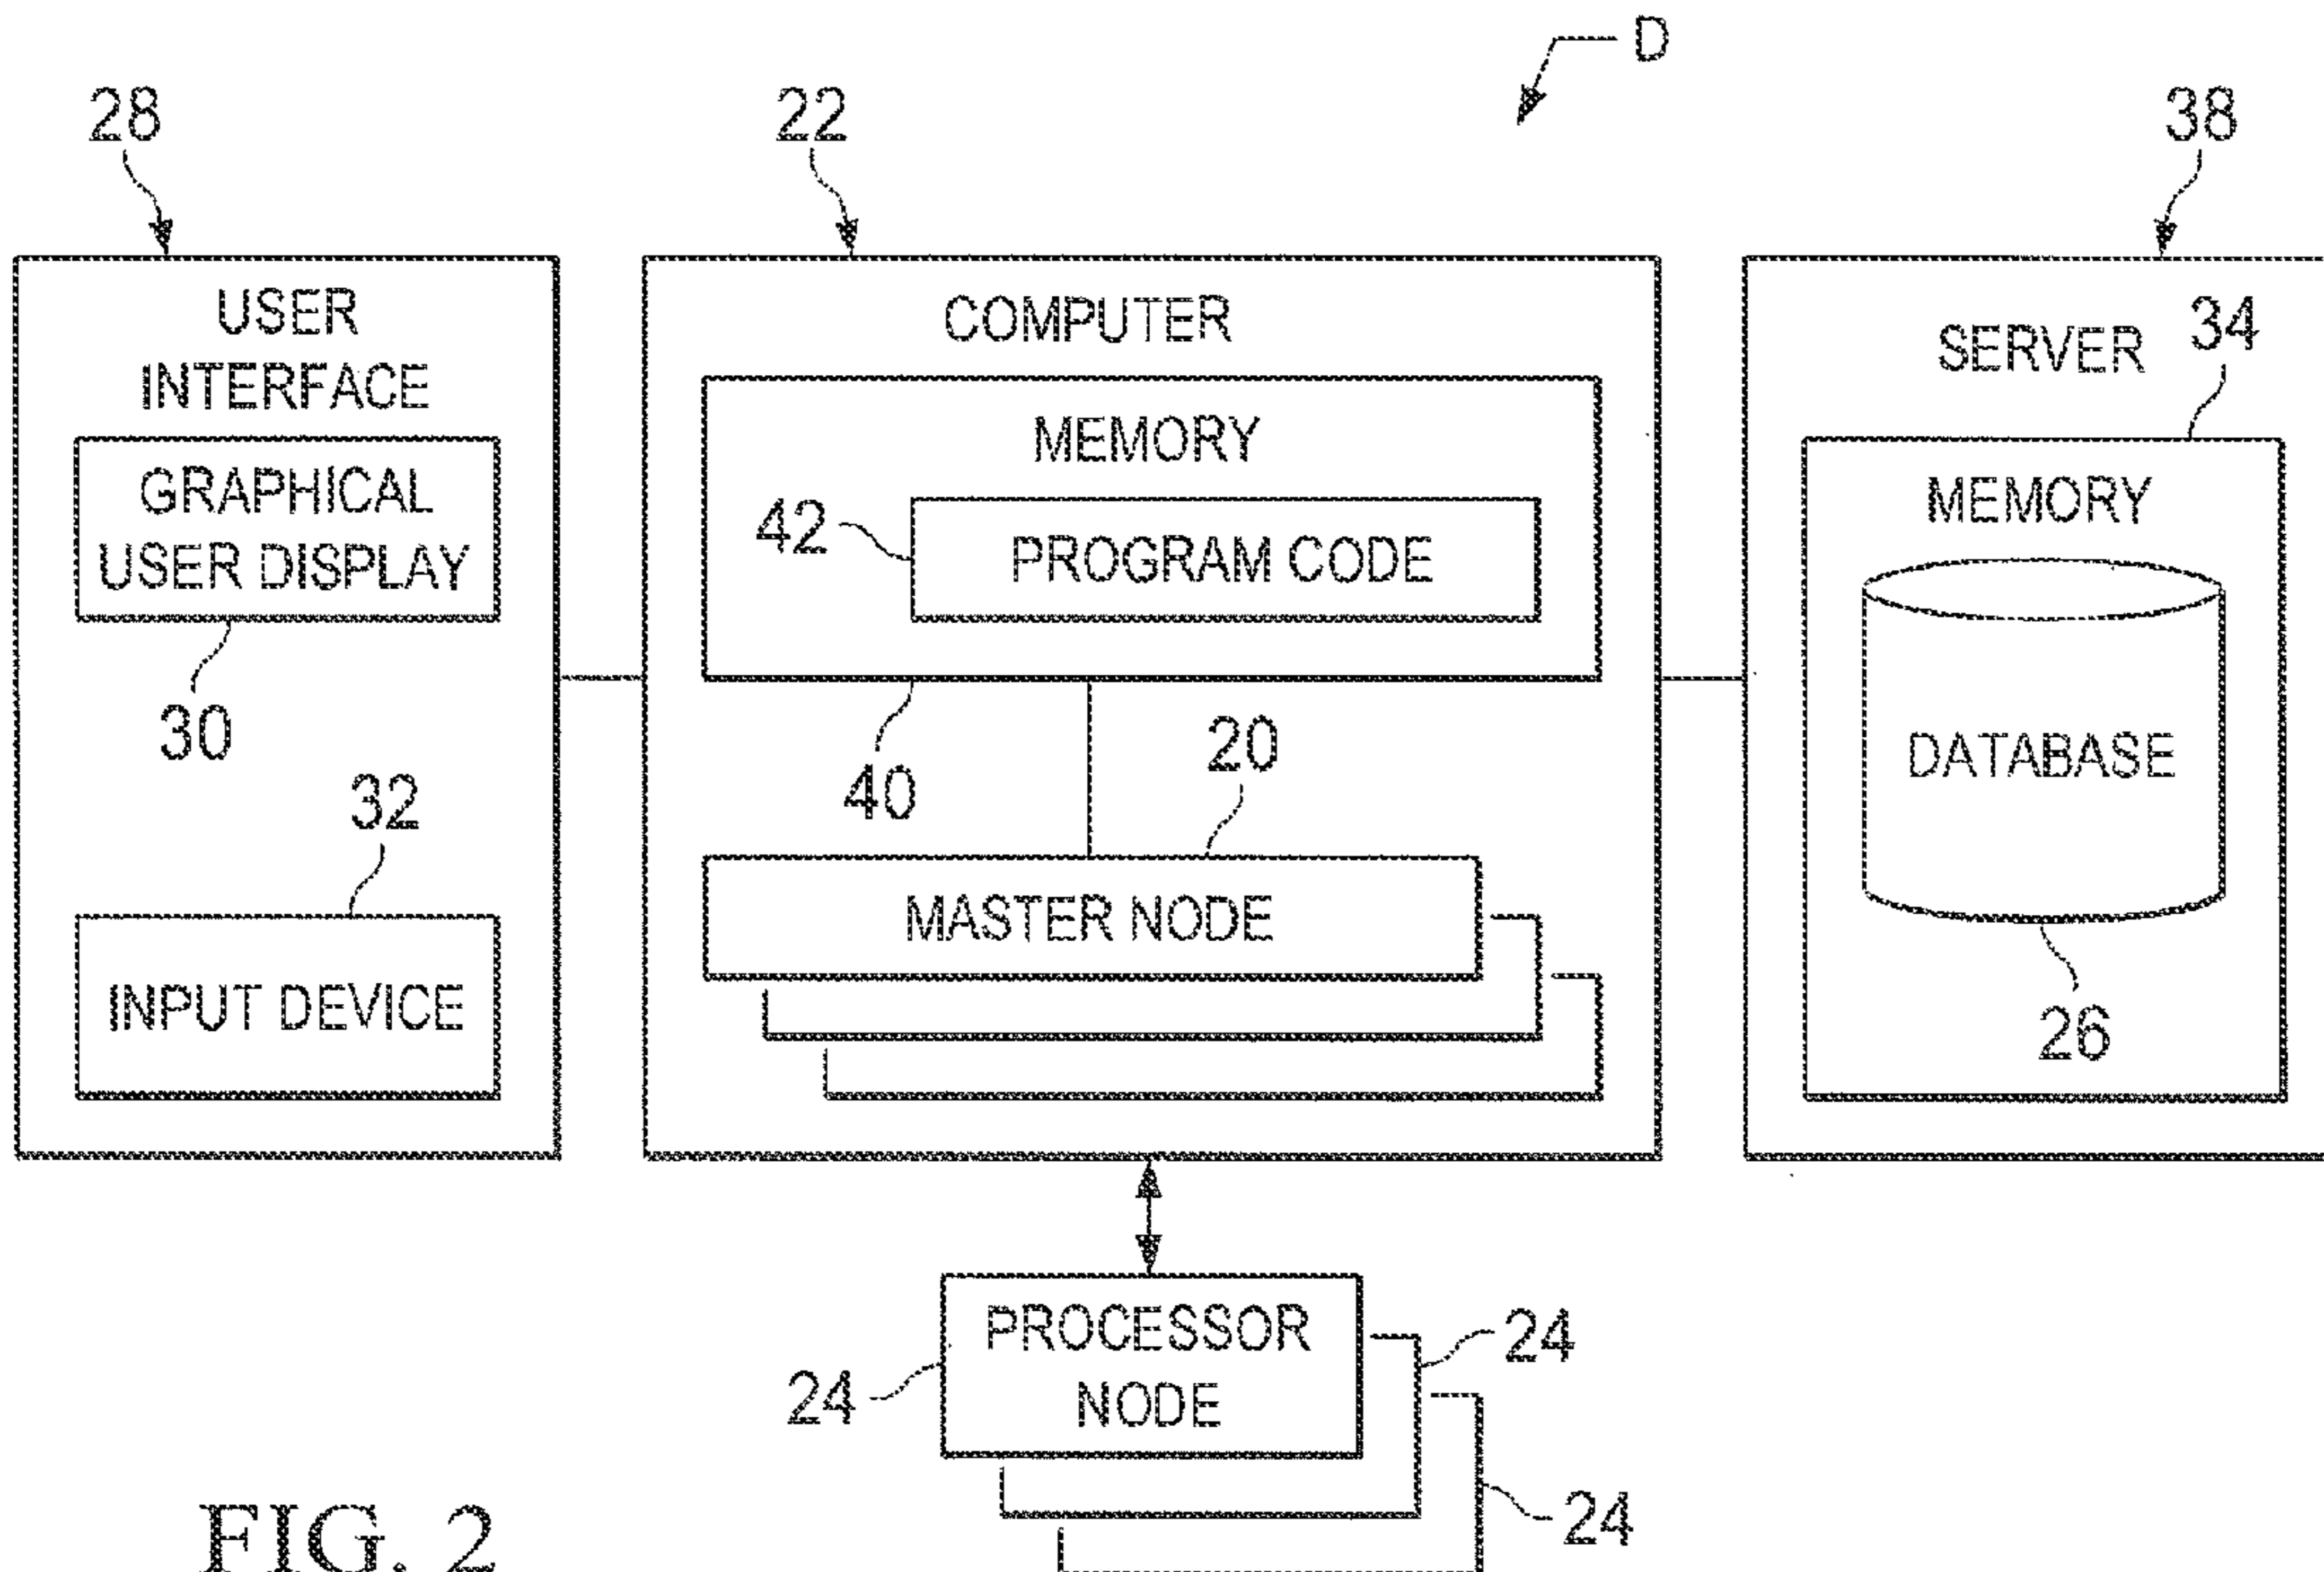 D
28
22
38
USER
INTERFACE
GRAPHICAL
USER DISPLAY
30
32
INPUT DEVICE
COMPUTER
MEMORY
42
PROGRAM CODE
40
20
MASTER NODE
SERVER
34
MEMORY
DATABASE
26
PROCESSOR
NODE
24
24
24
FIG. 2